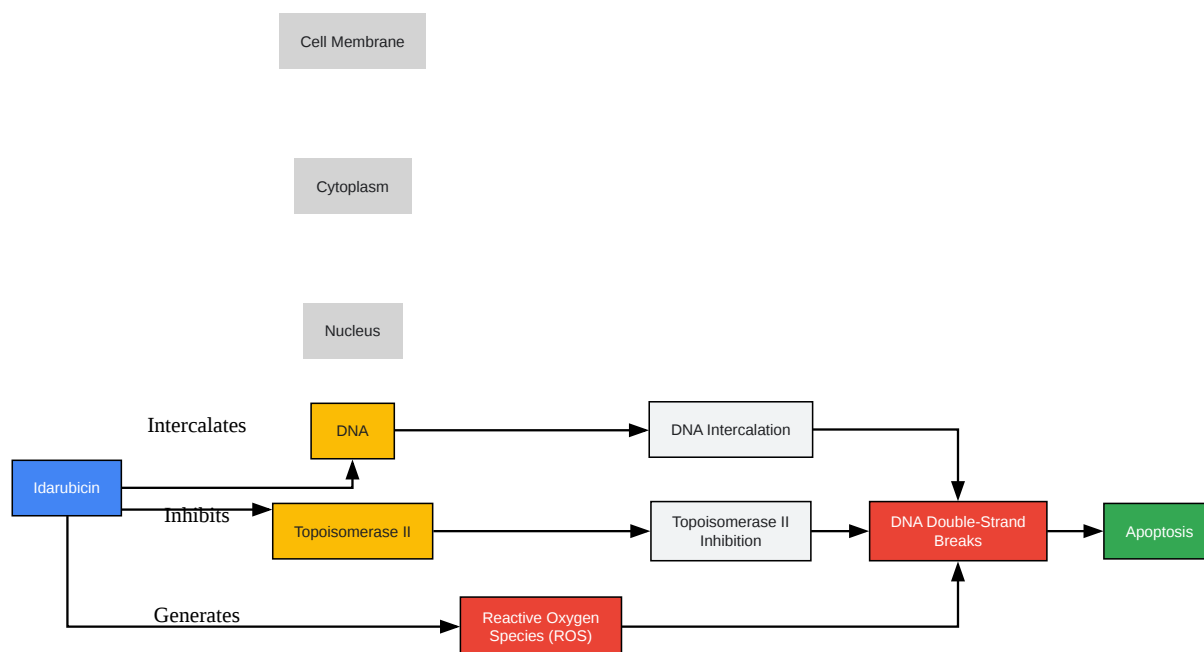 Cell Membrane
Cytoplasm
Nucleus
Intercalates
DNA
DNA Intercalation
Idarubicin
Inhibits
Topoisomerase II
Topoisomerase II
Inhibition
DNA Double-Strand
Breaks
Apoptosis
Generates
Reactive Oxygen
Species (ROS)